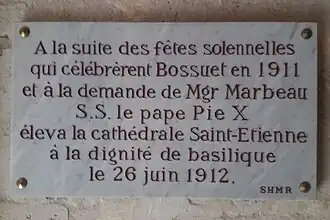 A la suite des fêtes solennelles
qui célébrèrent Bossuet en 1911
et à la demande de Mgr Marbeau
S.S. le pape Pie X
éleva la cathédrale Saint-Etienne
à la dignité de basilique
le 26 juin 1912.
SHMR